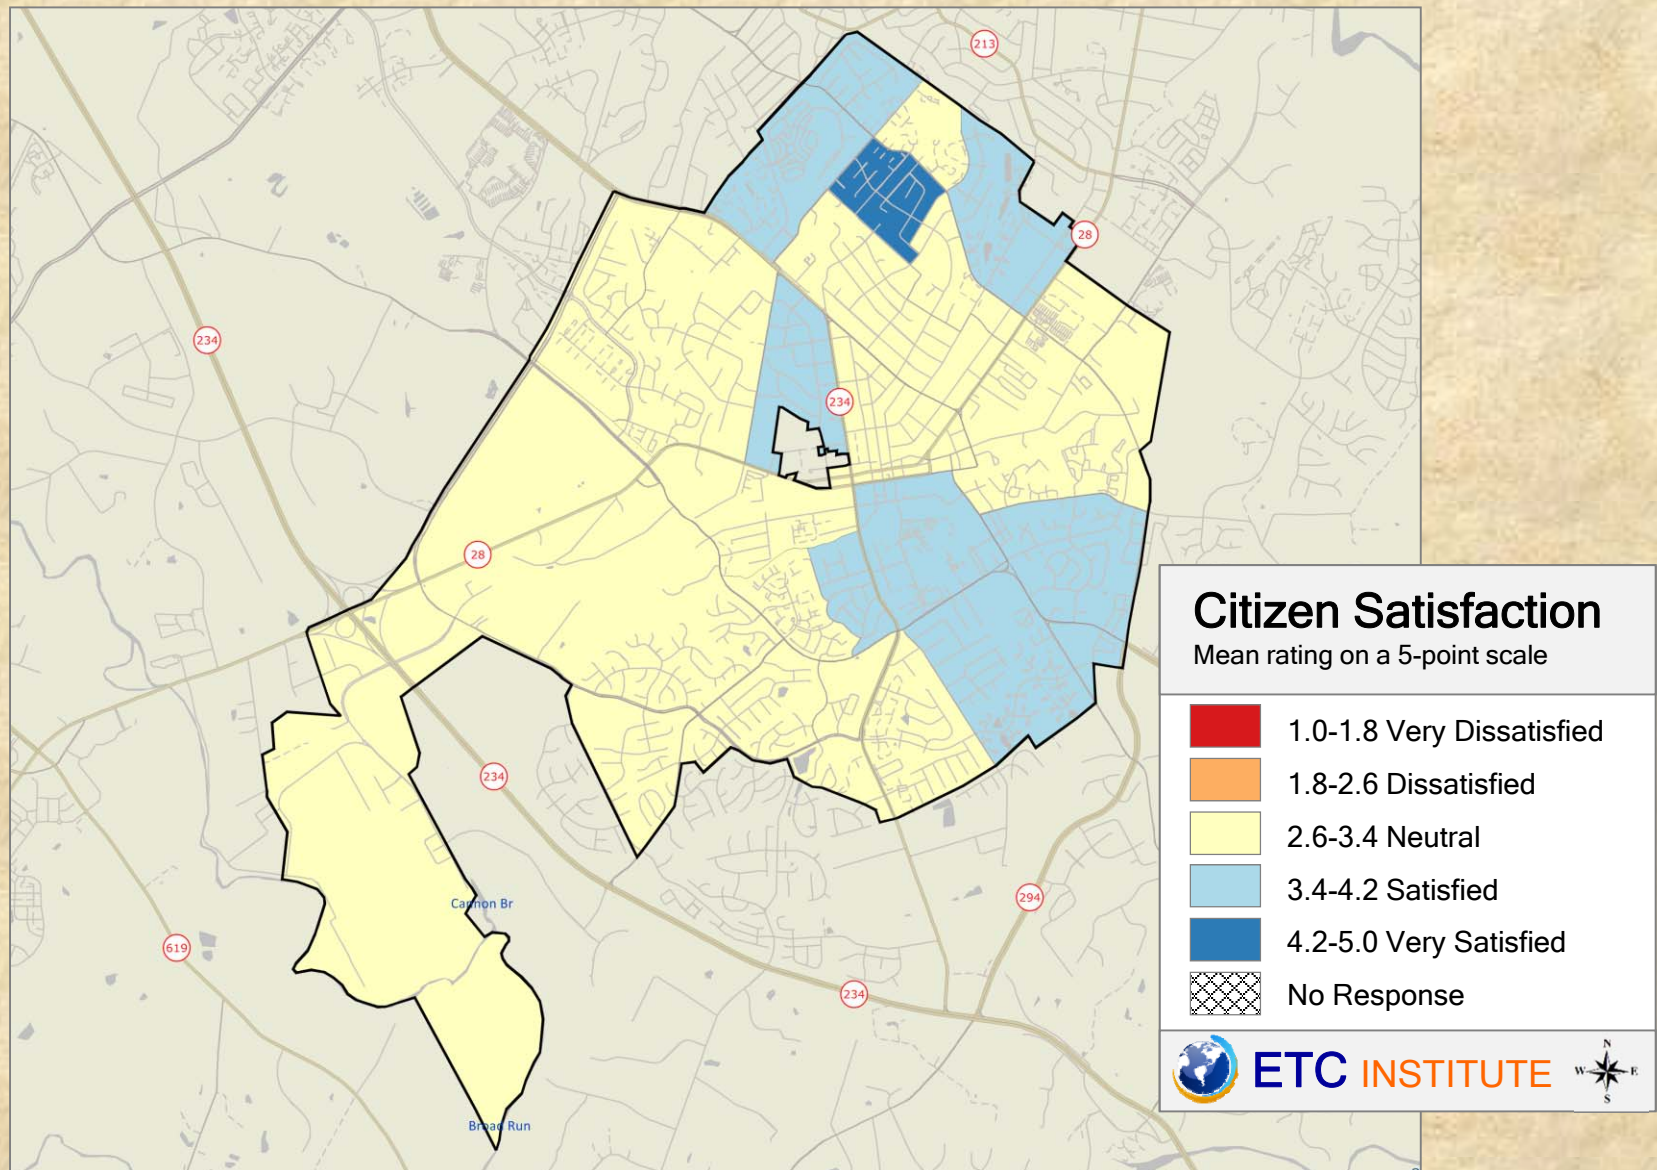 213
28
234
234
28
Citizen Satisfaction
Mean rating on a 5-point scale
1.0-1.8 Very Dissatisfied
1.8-2.6 Dissatisfied
2.6-3.4 Neutral
3.4-4.2 Satisfied
4.2-5.0 Very Satisfied
No Response
234
294
Cannon Br
619
234
ETC INSTITUTE
N
W E
S
Broad Run